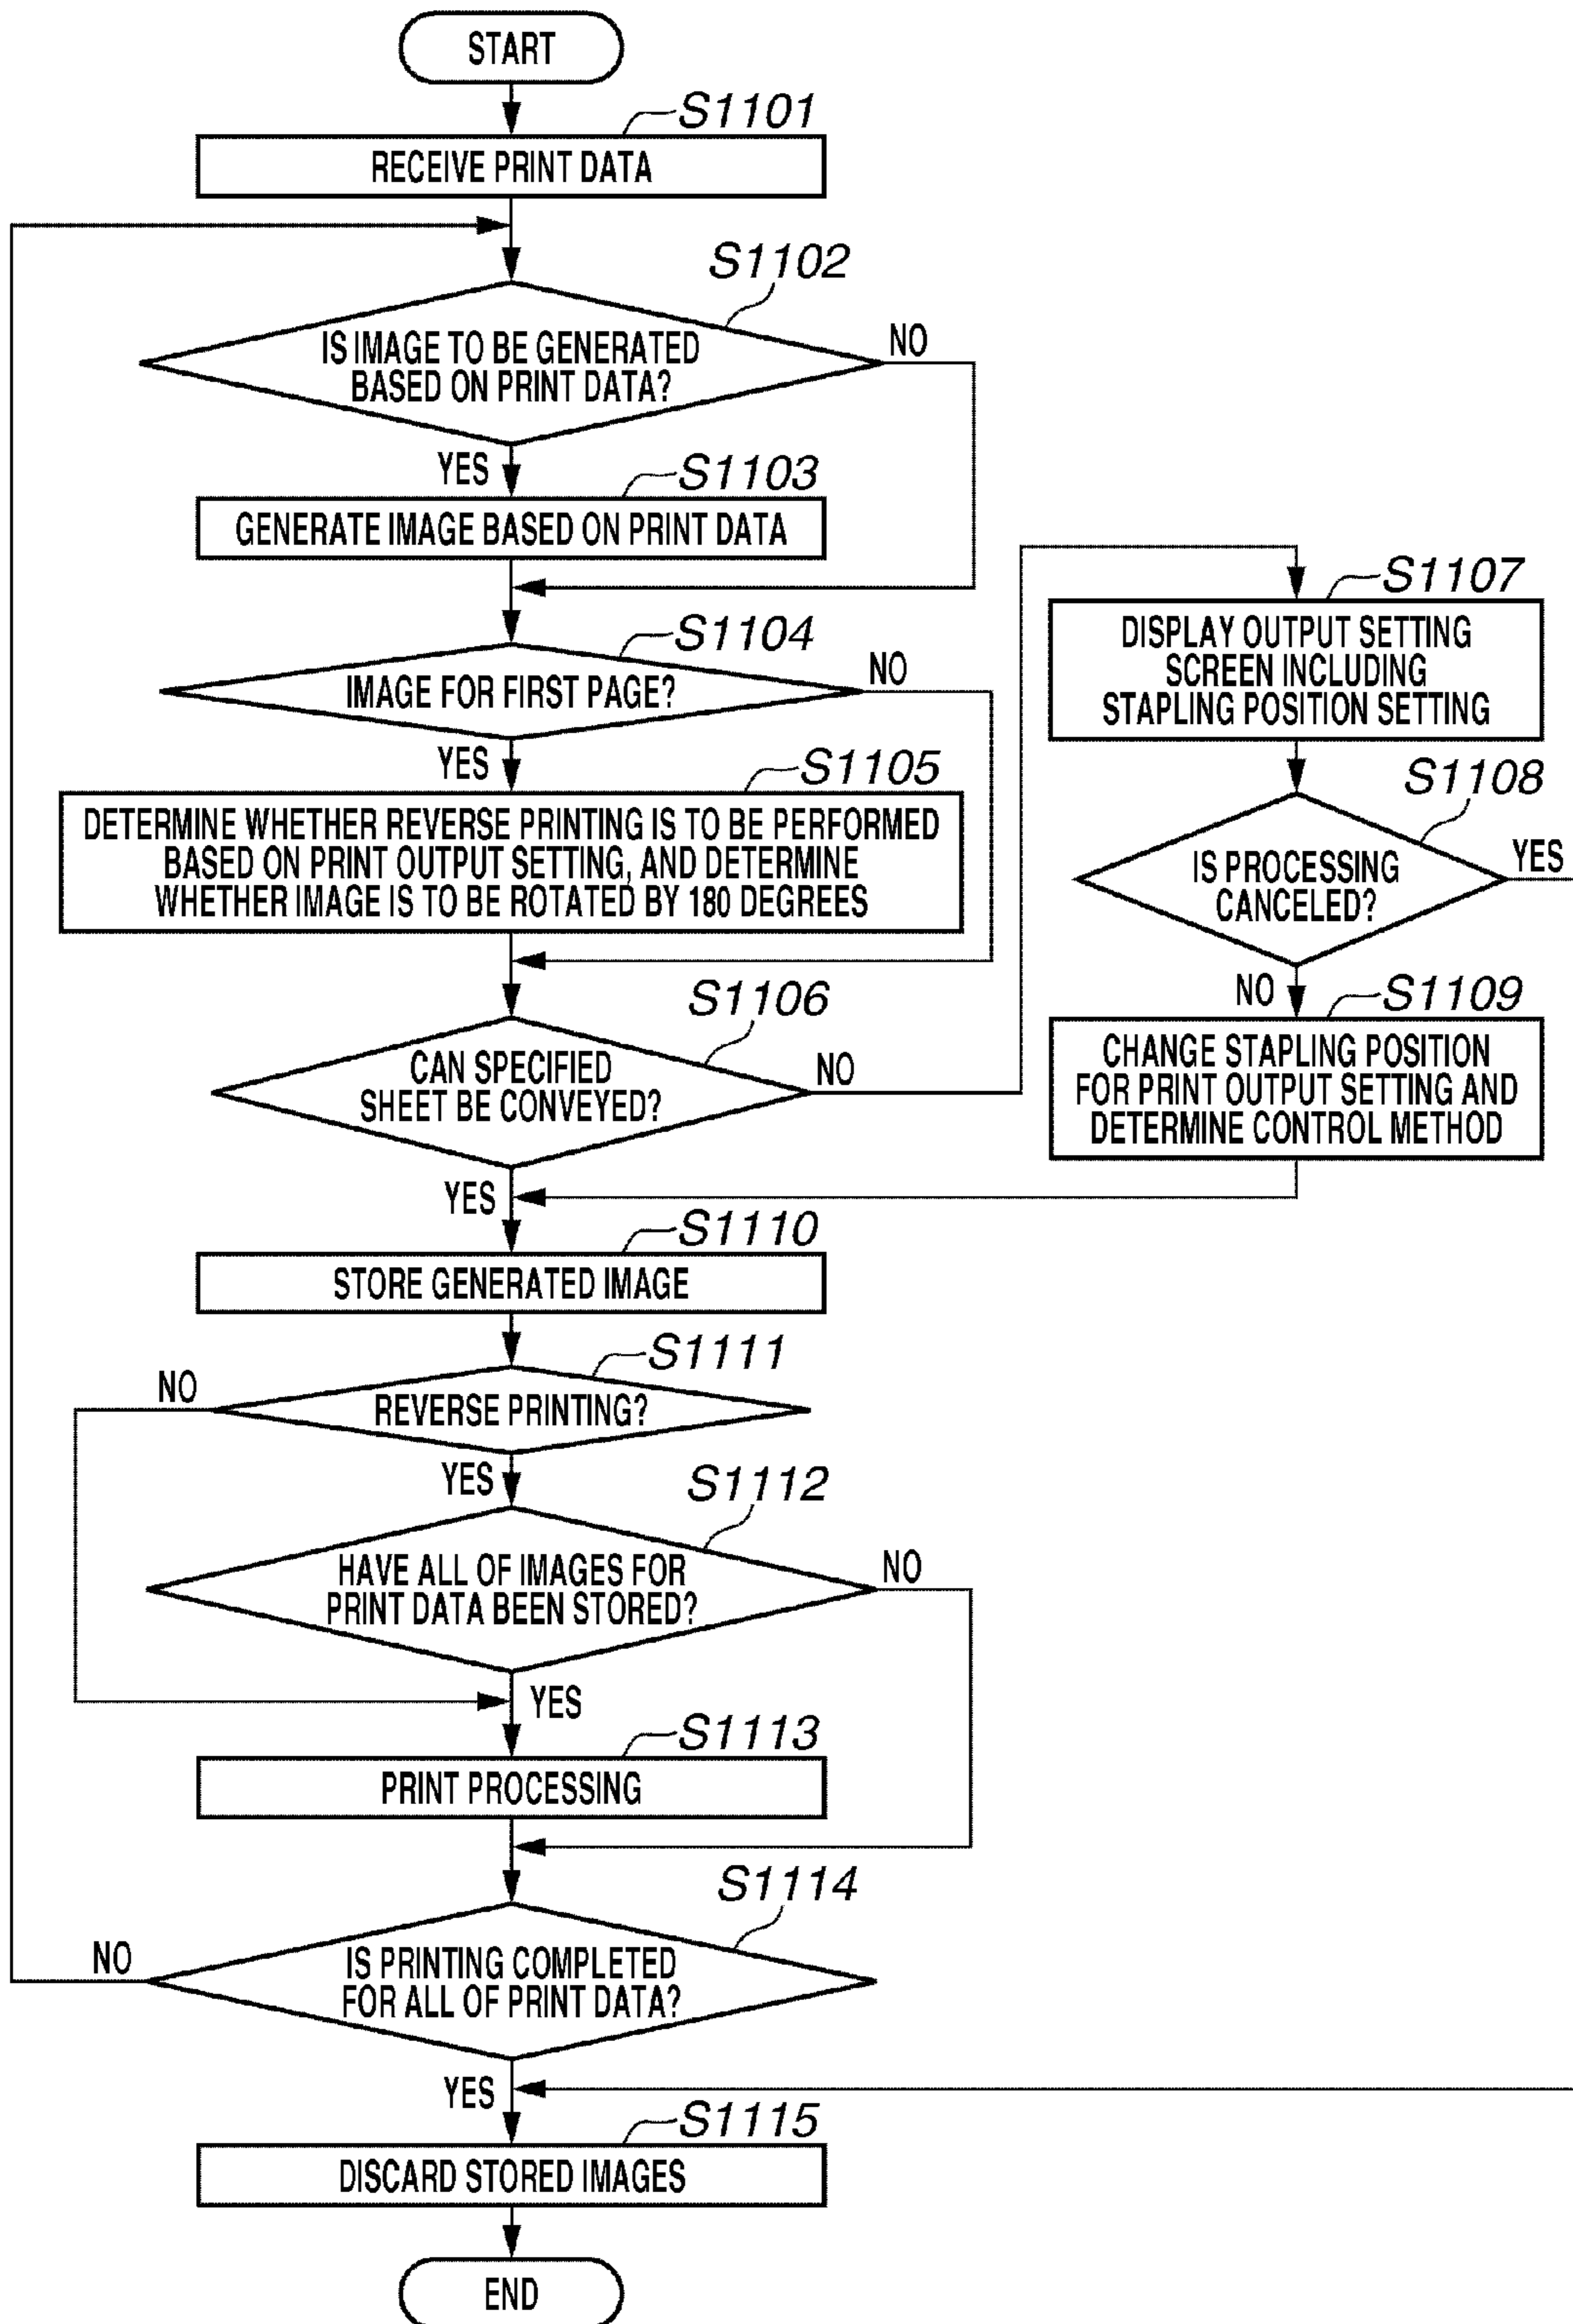 START
S1101
RECEIVE PRINT DATA
S1102
IS IMAGE TO BE GENERATED
BASED ON PRINT DATA?
NO
YES
S1103
GENERATE IMAGE BASED ON PRINT DATA
S1104
IMAGE FOR FIRST PAGE?
NO
YES
S1105
DETERMINE WHETHER REVERSE PRINTING IS TO BE PERFORMED
BASED ON PRINT OUTPUT SETTING, AND DETERMINE
WHETHER IMAGE IS TO BE ROTATED BY 180 DEGREES
S1106
CAN SPECIFIED
SHEET BE CONVEYED?
NO
YES
S1107
DISPLAY OUTPUT SETTING
SCREEN INCLUDING
STAPLING POSITION SETTING
S1108
IS PROCESSING
CANCELED?
YES
NO
S1109
CHANGE STAPLING POSITION
FOR PRINT OUTPUT SETTING AND
DETERMINE CONTROL METHOD
S1110
STORE GENERATED IMAGE
S1111
REVERSE PRINTING?
NO
YES
S1112
HAVE ALL OF IMAGES FOR
PRINT DATA BEEN STORED?
NO
YES
S1113
PRINT PROCESSING
S1114
IS PRINTING COMPLETED
FOR ALL OF PRINT DATA?
NO
YES
S1115
DISCARD STORED IMAGES
END